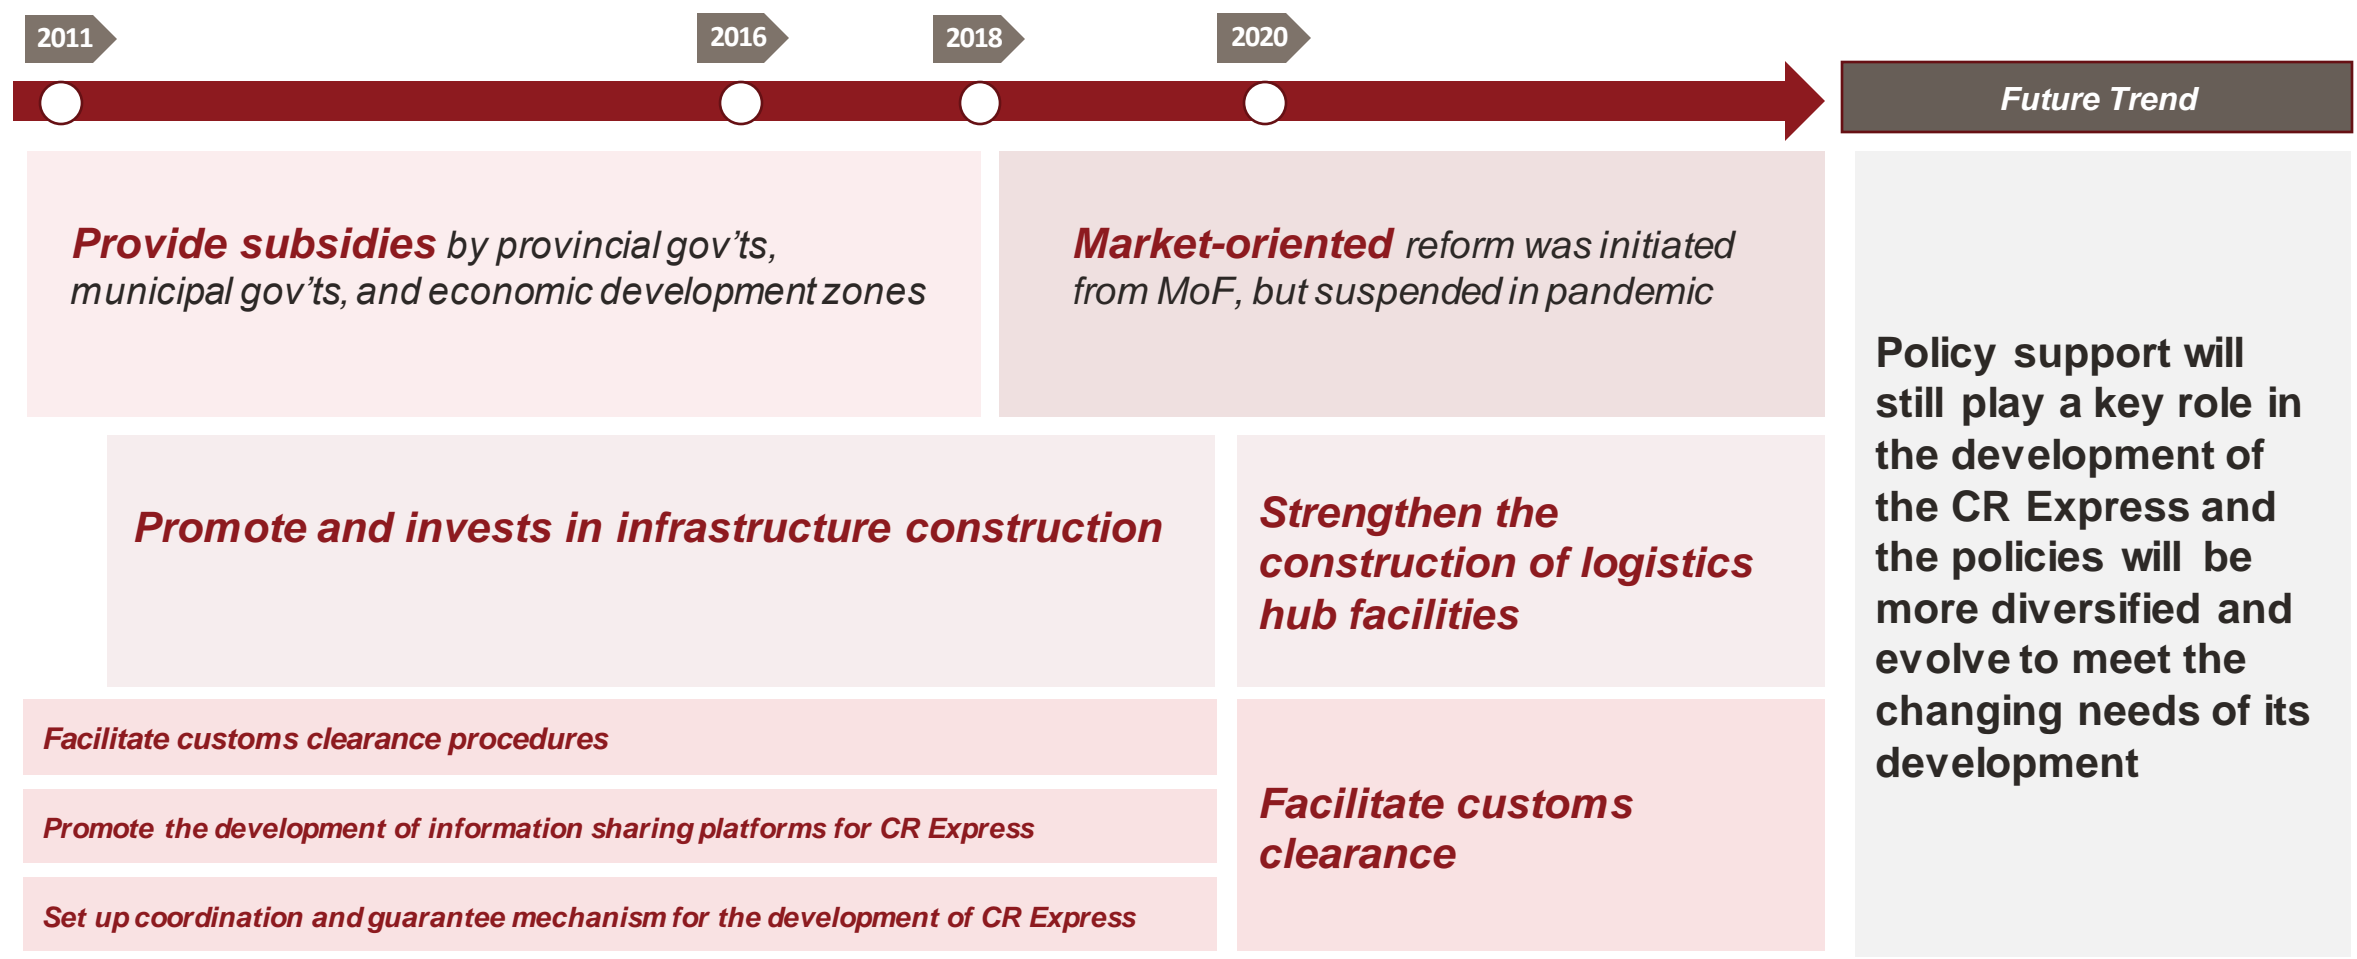 2011
2016
2018
2020
Future Trend
Provide subsidies by provincial gov’ts,
municipal gov’ts, and economic development zones
Market-oriented reform was initiated
from MoF, but suspended in pandemic
Promote and invests in infrastructure construction
Strengthen the
construction of logistics
hub facilities
Facilitate customs clearance procedures
Promote the development of information sharing platforms for CR Express
Set up coordination and guarantee mechanism for the development of CR Express
Facilitate customs
clearance
Policy support will
still play a key role in
the development of
the CR Express and
the policies will be
more diversified and
evolve to meet the
changing needs of its
development